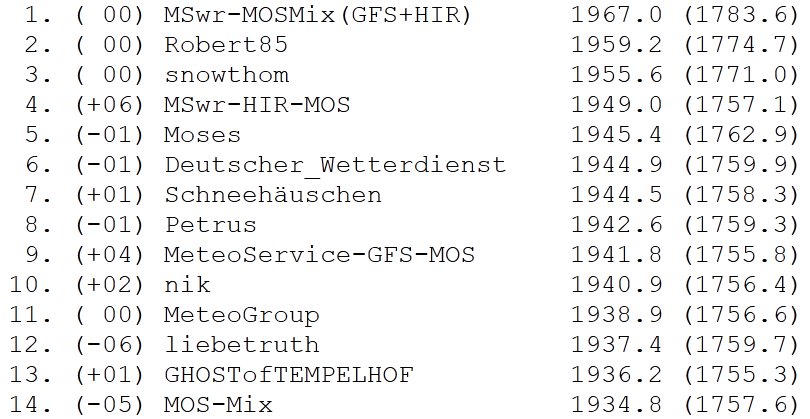 1. ( 00) MSwr-MOSMix(GFS+HIR) 1967.0 (1783.6)
2. ( 00) Robert85 1959.2 (1774.7)
3. ( 00) snowthom 1955.6 (1771.0)
4. (+06) MSwr-HIR-MOS 1949.0 (1757.1)
5. (-01) Moses 1945.4 (1762.9)
6. (-01) Deutscher_Wetterdienst 1944.9 (1759.9)
7. (+01) Schneehäuschen 1944.5 (1758.3)
8. (-01) Petrus 1942.6 (1759.3)
9. (+04) MeteoService-GFS-MOS 1941.8 (1755.8)
10. (+02) nik 1940.9 (1756.4)
11. ( 00) MeteoGroup 1938.9 (1756.6)
12. (-06) liebetruth 1937.4 (1759.7)
13. (+01) GHOSTofTEMPELHOF 1936.2 (1755.3)
14. (-05) MOS-Mix 1934.8 (1757.6)